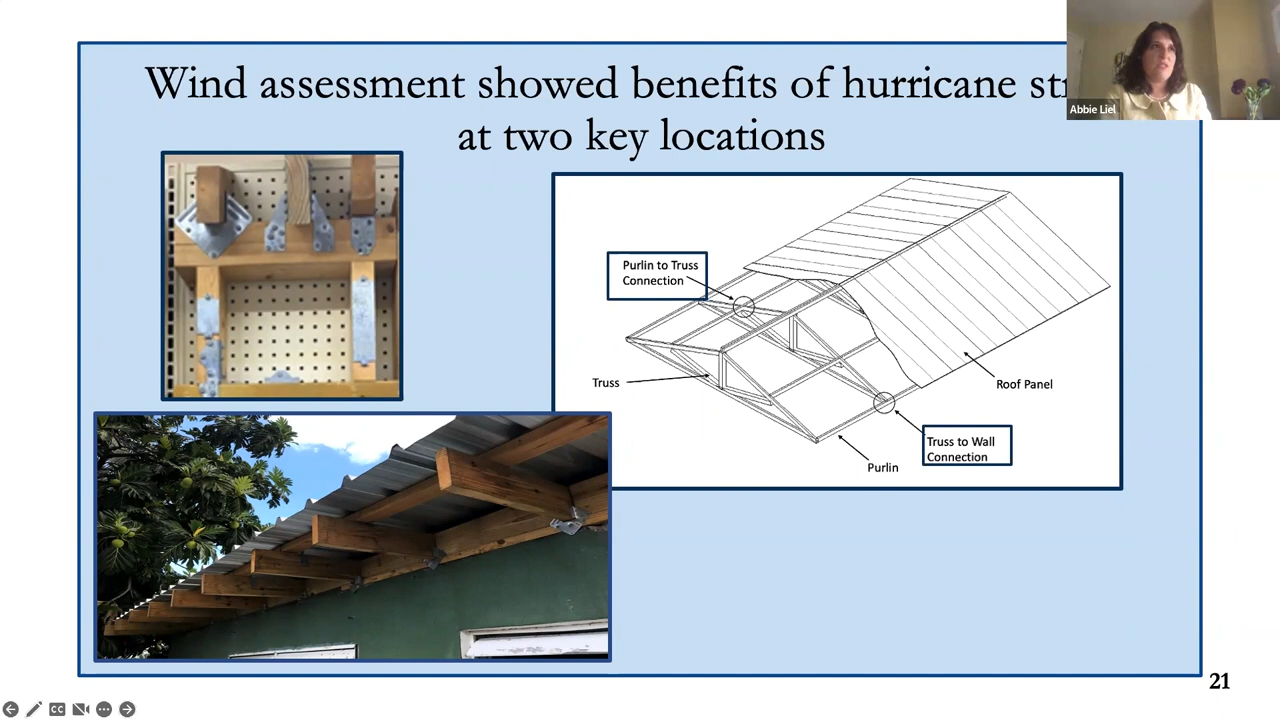 Wind assessment showed benefits of hurricane
at two key locations
Abbie Liel
Purlin to Truss
Connection
Truss
Roof Panel
Truss to Wall
Connection
Purlin
21
CC